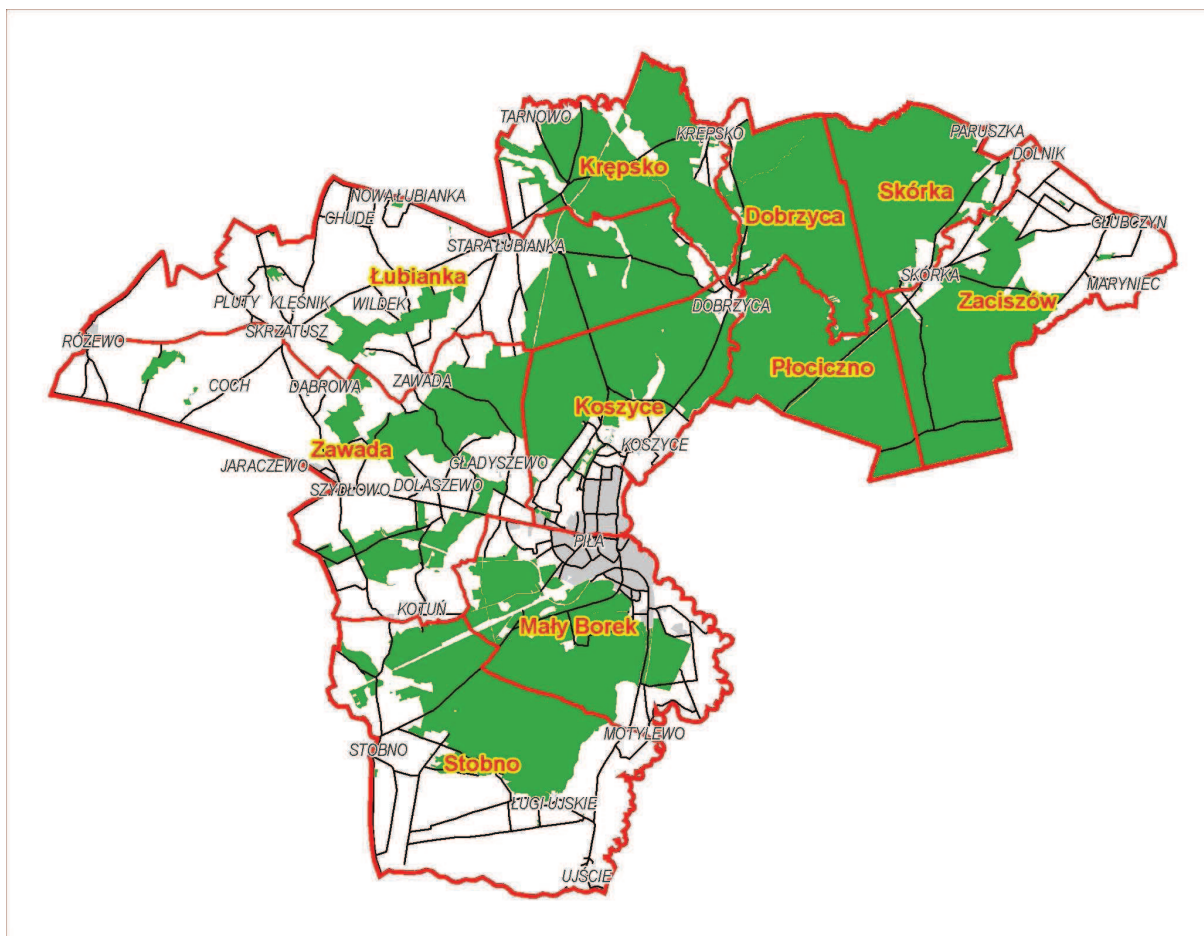 TARNOWO
KRĘPSKO
PARUSZKA
DOLNIK
Krępsko
Skórka
NOWA ŁUBIANKA
CHUDE
Dobrzyca
GŁUBCZYN
STARA ŁUBIANKA
Łubianka
SKÓRKA
MARYNIEC
PLUTY
KLĘŚNIK
WILDEK
DOBRZYCA
Zaciszów
SKRZATUSZ
RÓŻEWO
Płociczno
COCH
DĄBROWA
ZAWADA
Koszyce
Zawada
KOSZYCE
JARACZEWO
GŁADYSZEWO
SZYDŁOWO
DOLASZEWO
PIŁA
KOTUŃ
Mały Borek
MOTYLEWO
STOBNO
Stobno
ŁUGI UJSKIE
UJŚCIE